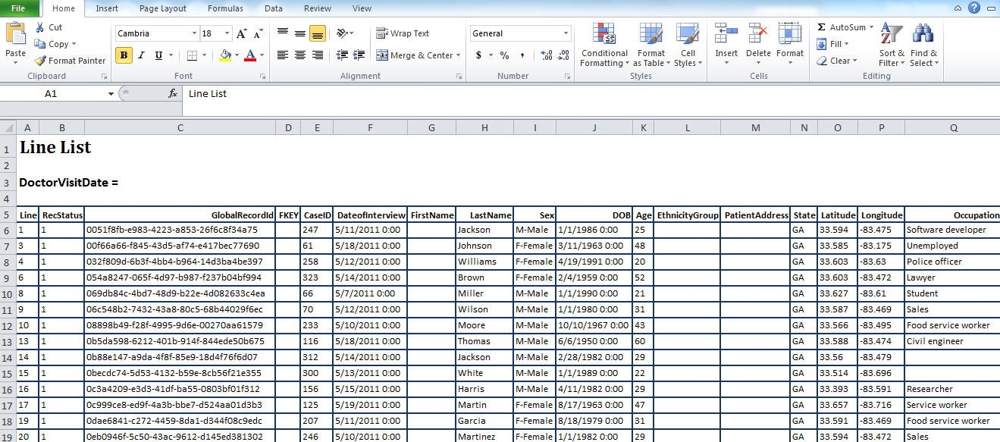 File Home Insert Page Layout Formulas Data Review View
Cut Cambria 18 A A Wrap Text General AutoSum
Copy
Paste Format Painter B I U A Merge & Center $ % , .00 .00 Conditional Formatting Format as Table Cell Styles Insert Delete Format Fill Clear Sort & Filter Find & Select
Clipboard Font Alignment Number Styles Cells Editing
A1 fx Line List
A B C D E F G H I J K L M N O P Q
1 Line List
2
3 DoctorVisitDate =
4
5 Line RecStatus GlobalRecordId FKEY CaseID DateofInterview FirstName LastName Sex DOB Age EthnicityGroup PatientAddress State Latitude Longitude Occupation
6 1 1 0051f8fb-e983-4223-a853-26f6c8f34a75 247 5/11/2011 0:00 Jackson M-Male 1/1/1986 0:00 25 GA 33.594 -83.475 Software developer
7 3 1 00f66a66-f845-43d5-af74-e417bec77690 61 5/18/2011 0:00 Johnson F-Female 3/11/1963 0:00 48 GA 33.585 -83.175 Unemployed
8 4 1 032f809d-6b3f-4bb4-b964-14d3ba4be397 258 5/12/2011 0:00 Williams F-Female 4/19/1991 0:00 20 GA 33.603 -83.63 Police officer
9 6 1 054a8247-065f-4d97-b987-f237b04bf994 323 5/14/2011 0:00 Brown F-Female 2/4/1959 0:00 52 GA 33.603 -83.472 Lawyer
10 8 1 069db84c-4bd7-48d9-b22e-4d082633c4ea 66 5/7/2011 0:00 Miller M-Male 1/1/1990 0:00 21 GA 33.627 -83.61 Student
11 9 1 06c548b2-7432-43a8-80c5-68b44029f6ec 70 5/12/2011 0:00 Wilson M-Male 1/1/1980 0:00 31 GA 33.587 -83.469 Sales
12 10 1 08898b49-f28f-4995-9d6e-00270aa61579 233 5/10/2011 0:00 Moore M-Male 10/10/1967 0:00 43 GA 33.566 -83.495 Food service worker
13 13 1 0b5da598-6212-401b-914f-844ede50b675 116 5/18/2011 0:00 Thomas M-Male 6/6/1950 0:00 60 GA 33.588 -83.474 Civil engineer
14 14 1 0b88e147-a9da-4f8f-85e9-18d4f76f6d07 312 5/14/2011 0:00 Jackson M-Male 2/28/1982 0:00 29 GA 33.56 -83.479
15 15 1 0becdc74-5d53-4132-b59e-8cb56f21e355 300 5/13/2011 0:00 White M-Male 1/1/1989 0:00 22 GA 33.514 -83.696
16 16 1 0c3a4209-e3d3-41df-ba55-0803bf01f312 156 5/15/2011 0:00 Harris M-Male 4/11/1982 0:00 29 GA 33.393 -83.591 Researcher
17 17 1 0c999ce8-ed9f-4a3b-bbe7-d524aa01d3b3 125 5/19/2011 0:00 Martin F-Female 8/17/1963 0:00 47 GA 33.657 -83.716 Service worker
18 19 1 0dae6841-c272-4459-8da1-d344f08c9edc 207 5/11/2011 0:00 Garcia F-Female 8/18/1979 0:00 31 GA 33.591 -83.469 Food service worker
19 20 1 0eb0946f-5c50-43ac-9612-d145ed381302 246 5/10/2011 0:00 Martinez F-Female 1/1/1982 0:00 29 GA 33.594 -83.472 Sales